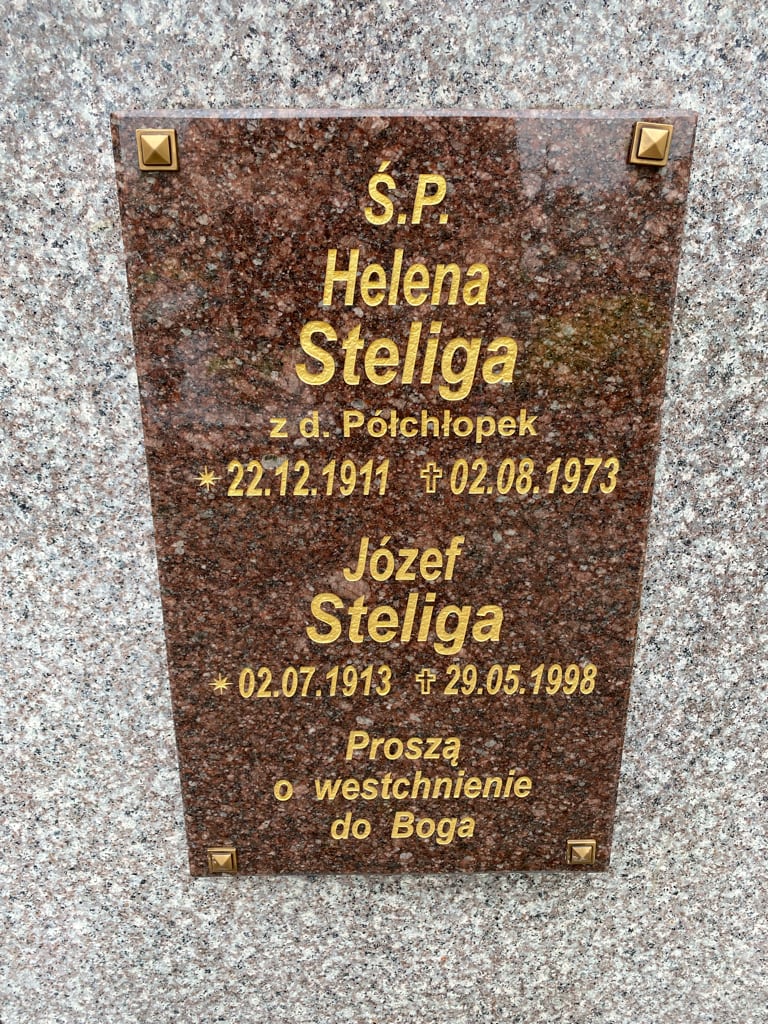 Ś.P.
Helena
Steliga
z d. Półchłopek
✴22.12.1911 ✝02.08.1973
Józef
Steliga
✴02.07.1913 ✝29.05.1998
Proszą
o westchnienie
do Boga